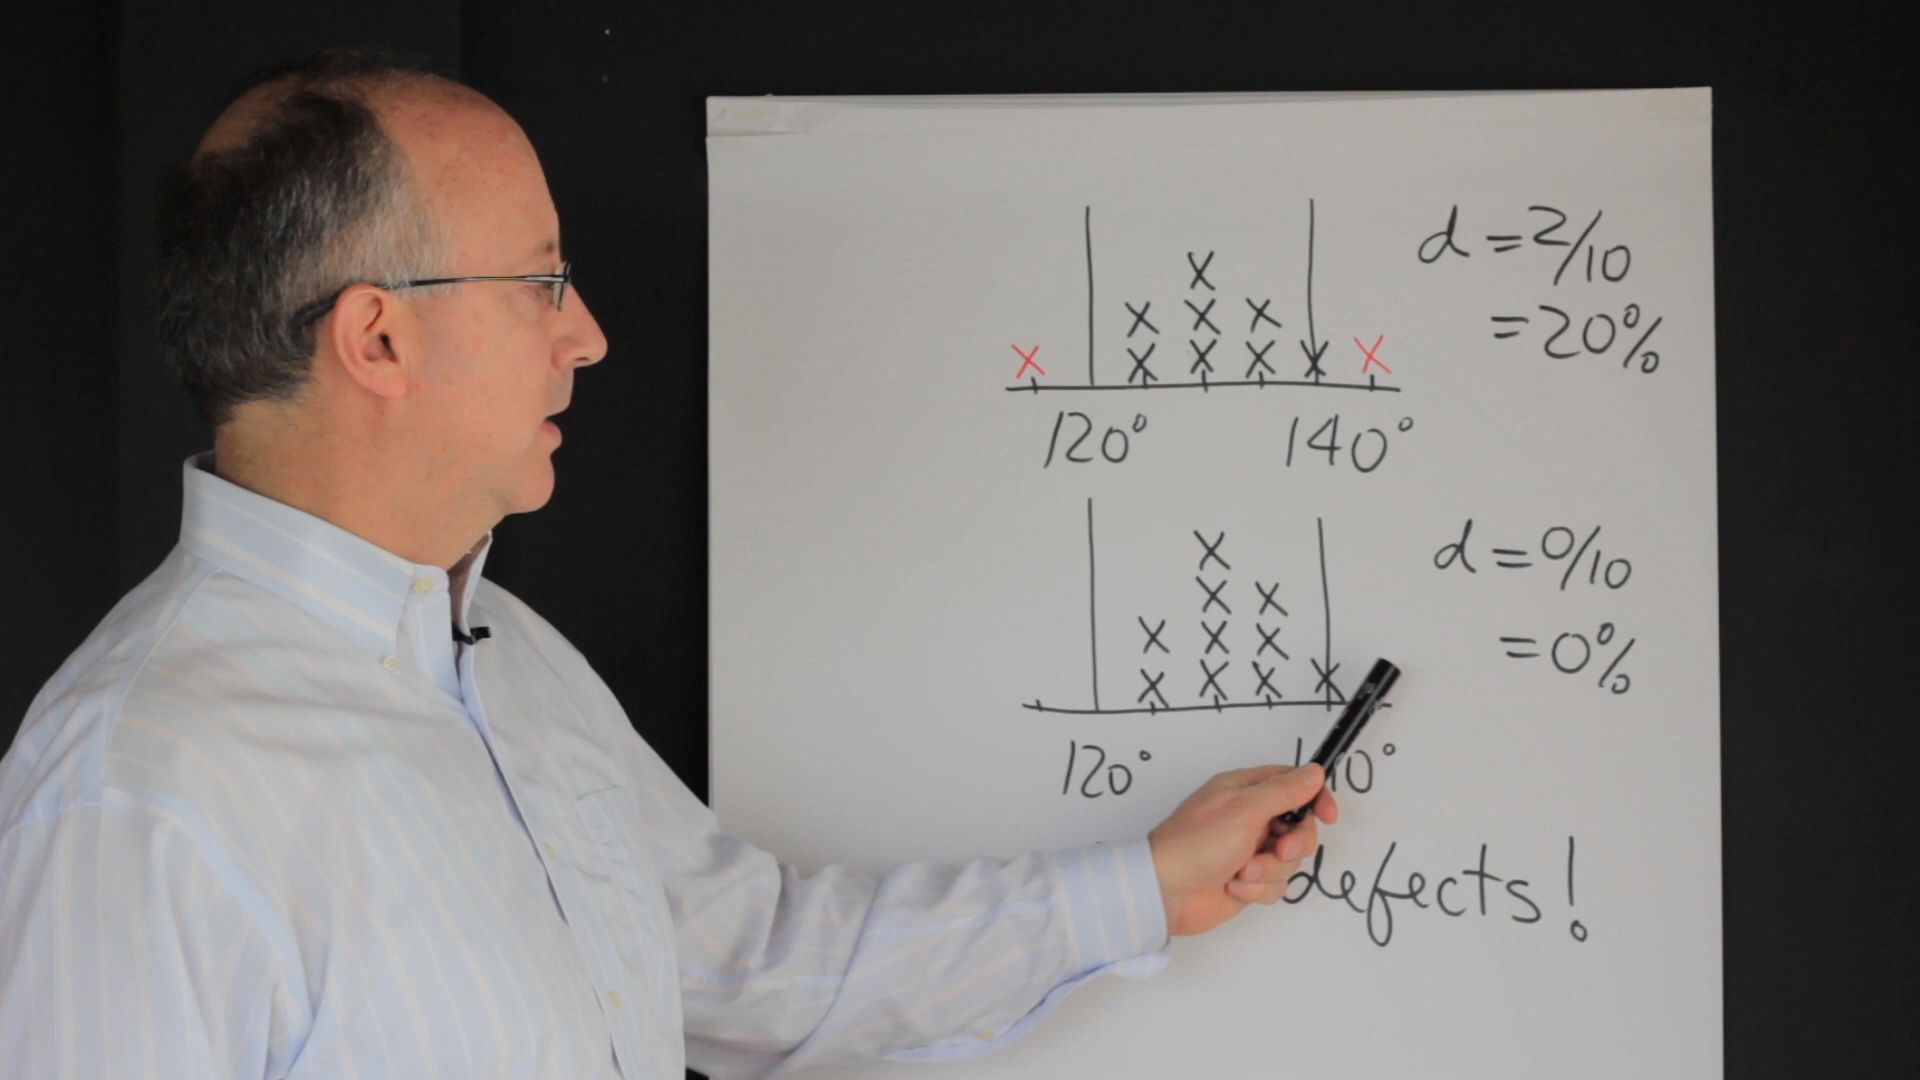 d = 2/10
= 20%
120° 140°
d = 0/10
= 0%
120°
defects!